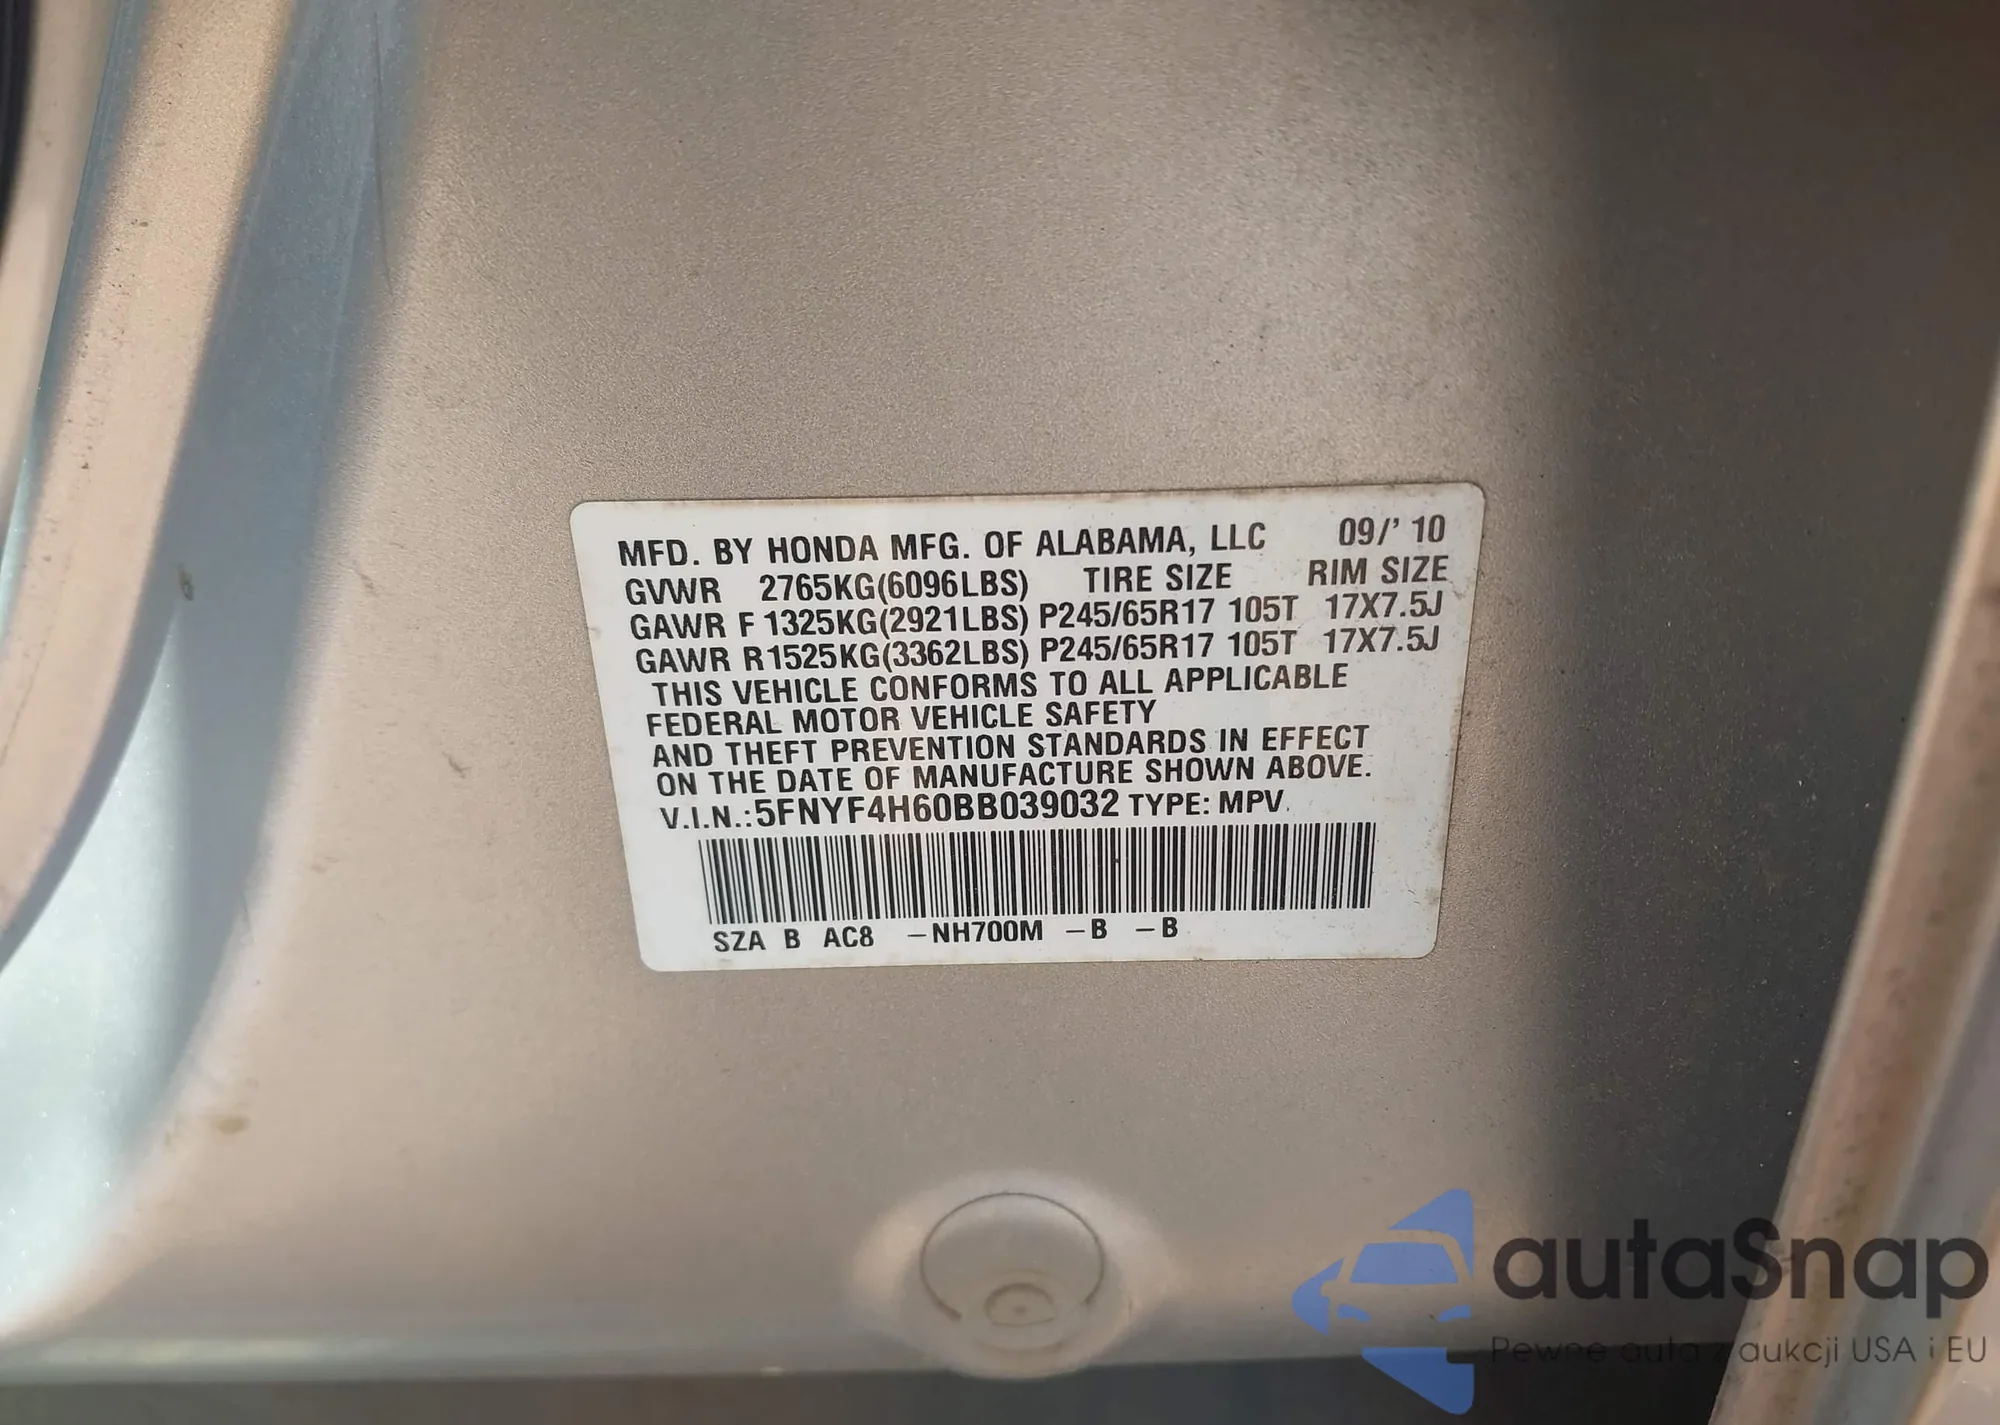 MFD. BY HONDA MFG. OF ALABAMA, LLC 09/' 10
GVWR 2765KG(6096LBS) TIRE SIZE RIM SIZE
GAWR F 1325KG(2921LBS) P245/65R17 105T 17X7.5J
GAWR R1525KG(3362LBS) P245/65R17 105T 17X7.5J
THIS VEHICLE CONFORMS TO ALL APPLICABLE
FEDERAL MOTOR VEHICLE SAFETY
AND THEFT PREVENTION STANDARDS IN EFFECT
ON THE DATE OF MANUFACTURE SHOWN ABOVE.
V.I.N.:5FNYF4H60BB039032 TYPE: MPV
SZA B AC8 -NH700M -B -B
autaSnap
Pewne auta z aukcji USA i EU